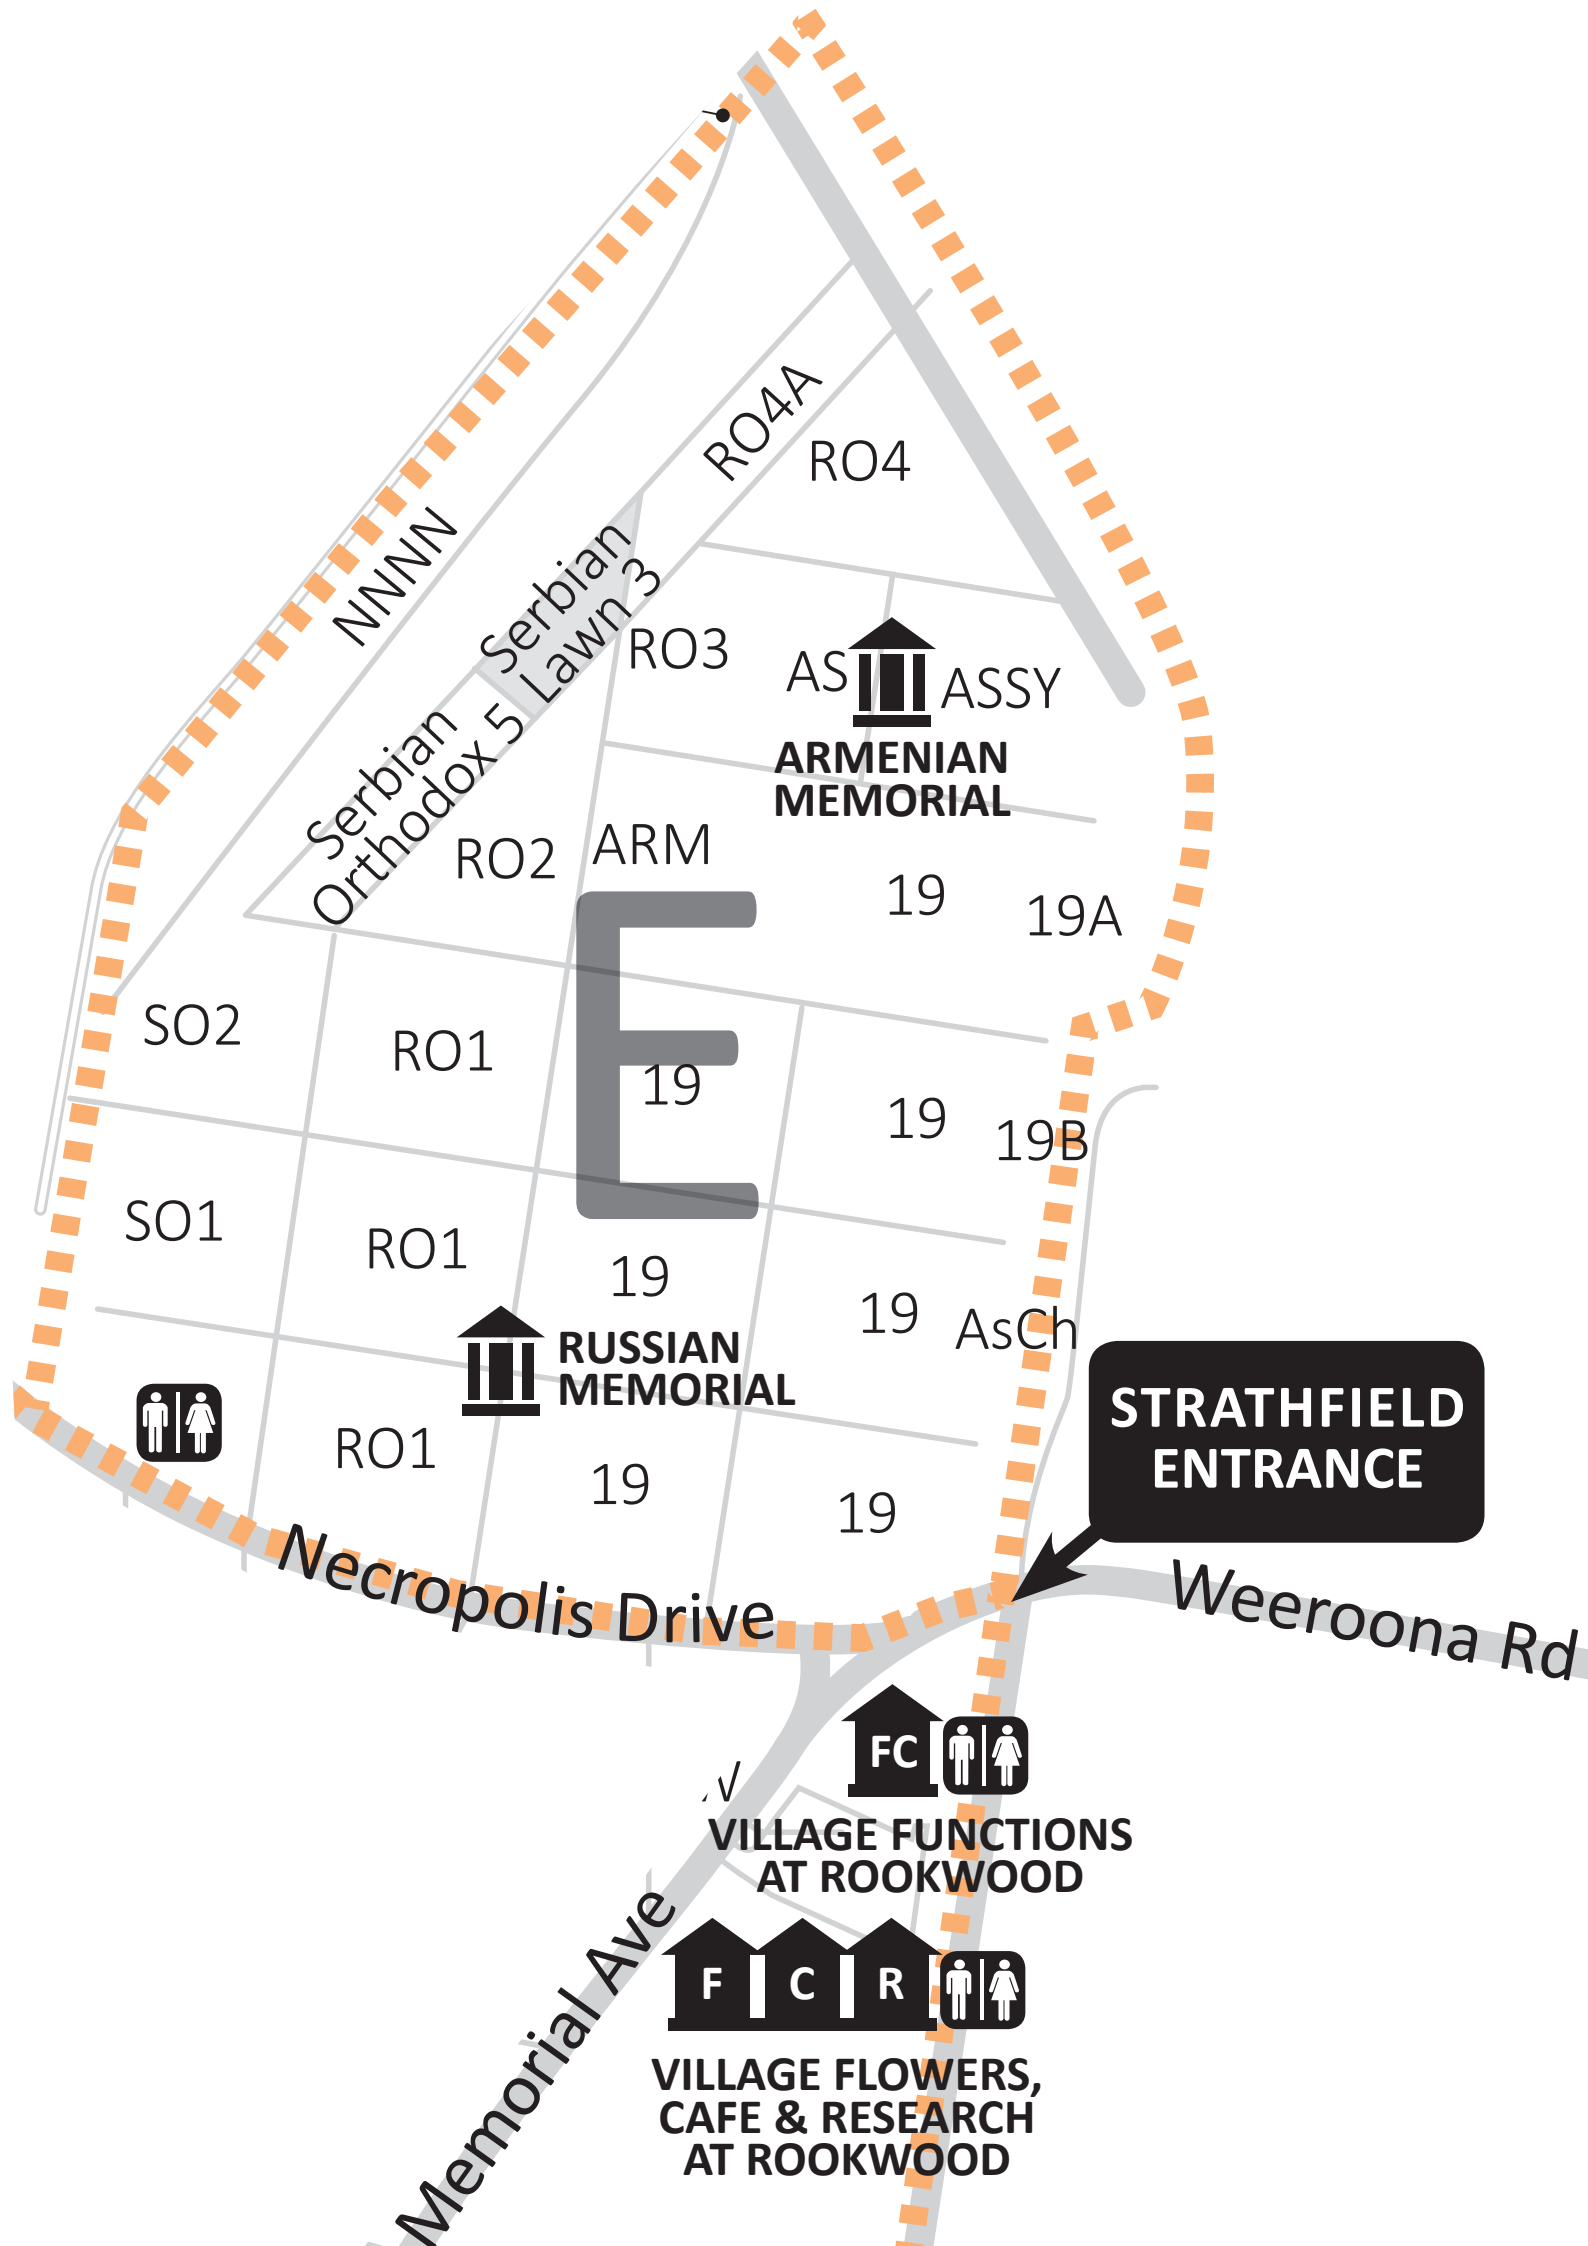 RO4A
RO4
NNNN
Serbian
Lawn 3
RO3
AS
ASSY
ARMENIAN
MEMORIAL
Serbian
Orthodox 5
RO2
ARM
19
19A
E
SO2
RO1
19
19
19B
SO1
RO1
19
19
AsCh
RUSSIAN
MEMORIAL
STRATHFIELD
ENTRANCE
RO1
19
19
Necropolis Drive
Weeroona Rd
FC
VILLAGE FUNCTIONS
AT ROOKWOOD
Memorial Ave
F C R
VILLAGE FLOWERS,
CAFE & RESEARCH
AT ROOKWOOD